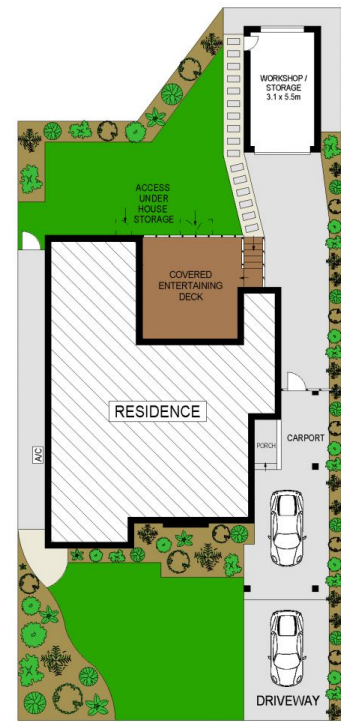 WORKSHOP /
STORAGE
3.1 x 5.5m
ACCESS
UNDER
HOUSE
STORAGE
COVERED
ENTERTAINING
DECK
RESIDENCE
PORCH
CARPORT
A/C
DRIVEWAY